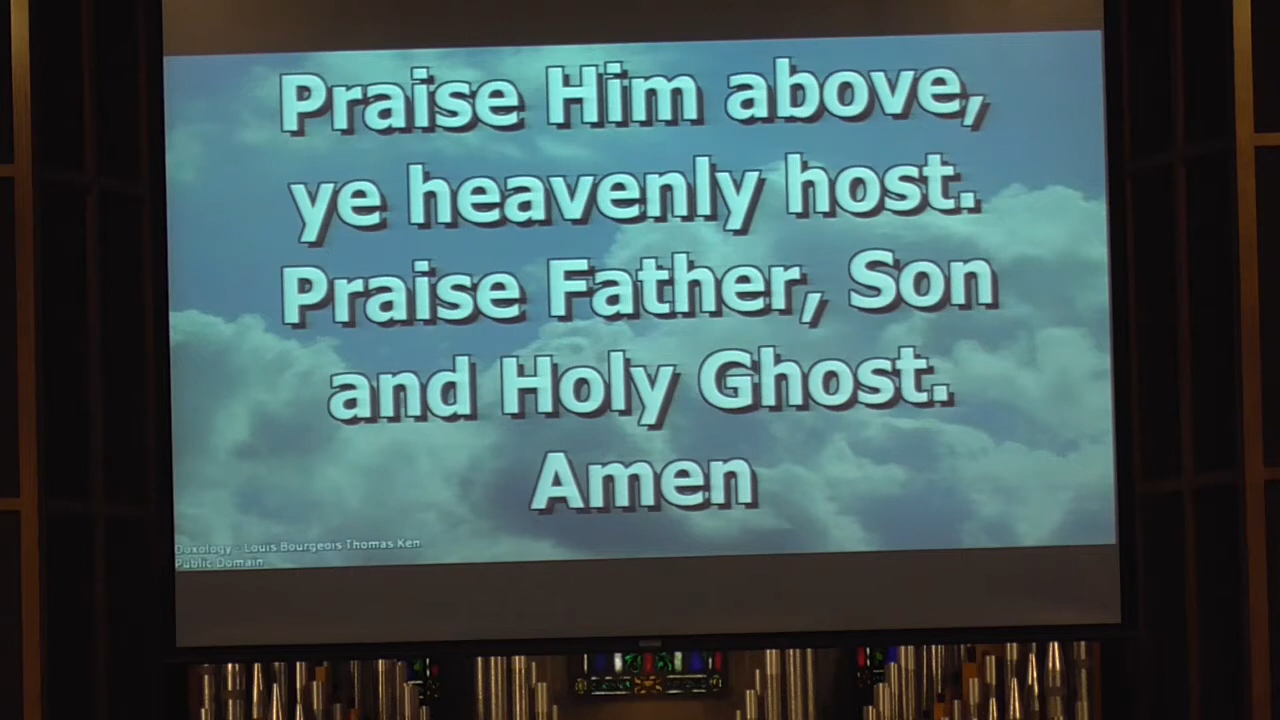 Praise Him above,
ye heavenly host.
Praise Father, Son
and Holy Ghost.
Amen
Doxology - Louis Bourgeois Thomas Ken
Public Domain